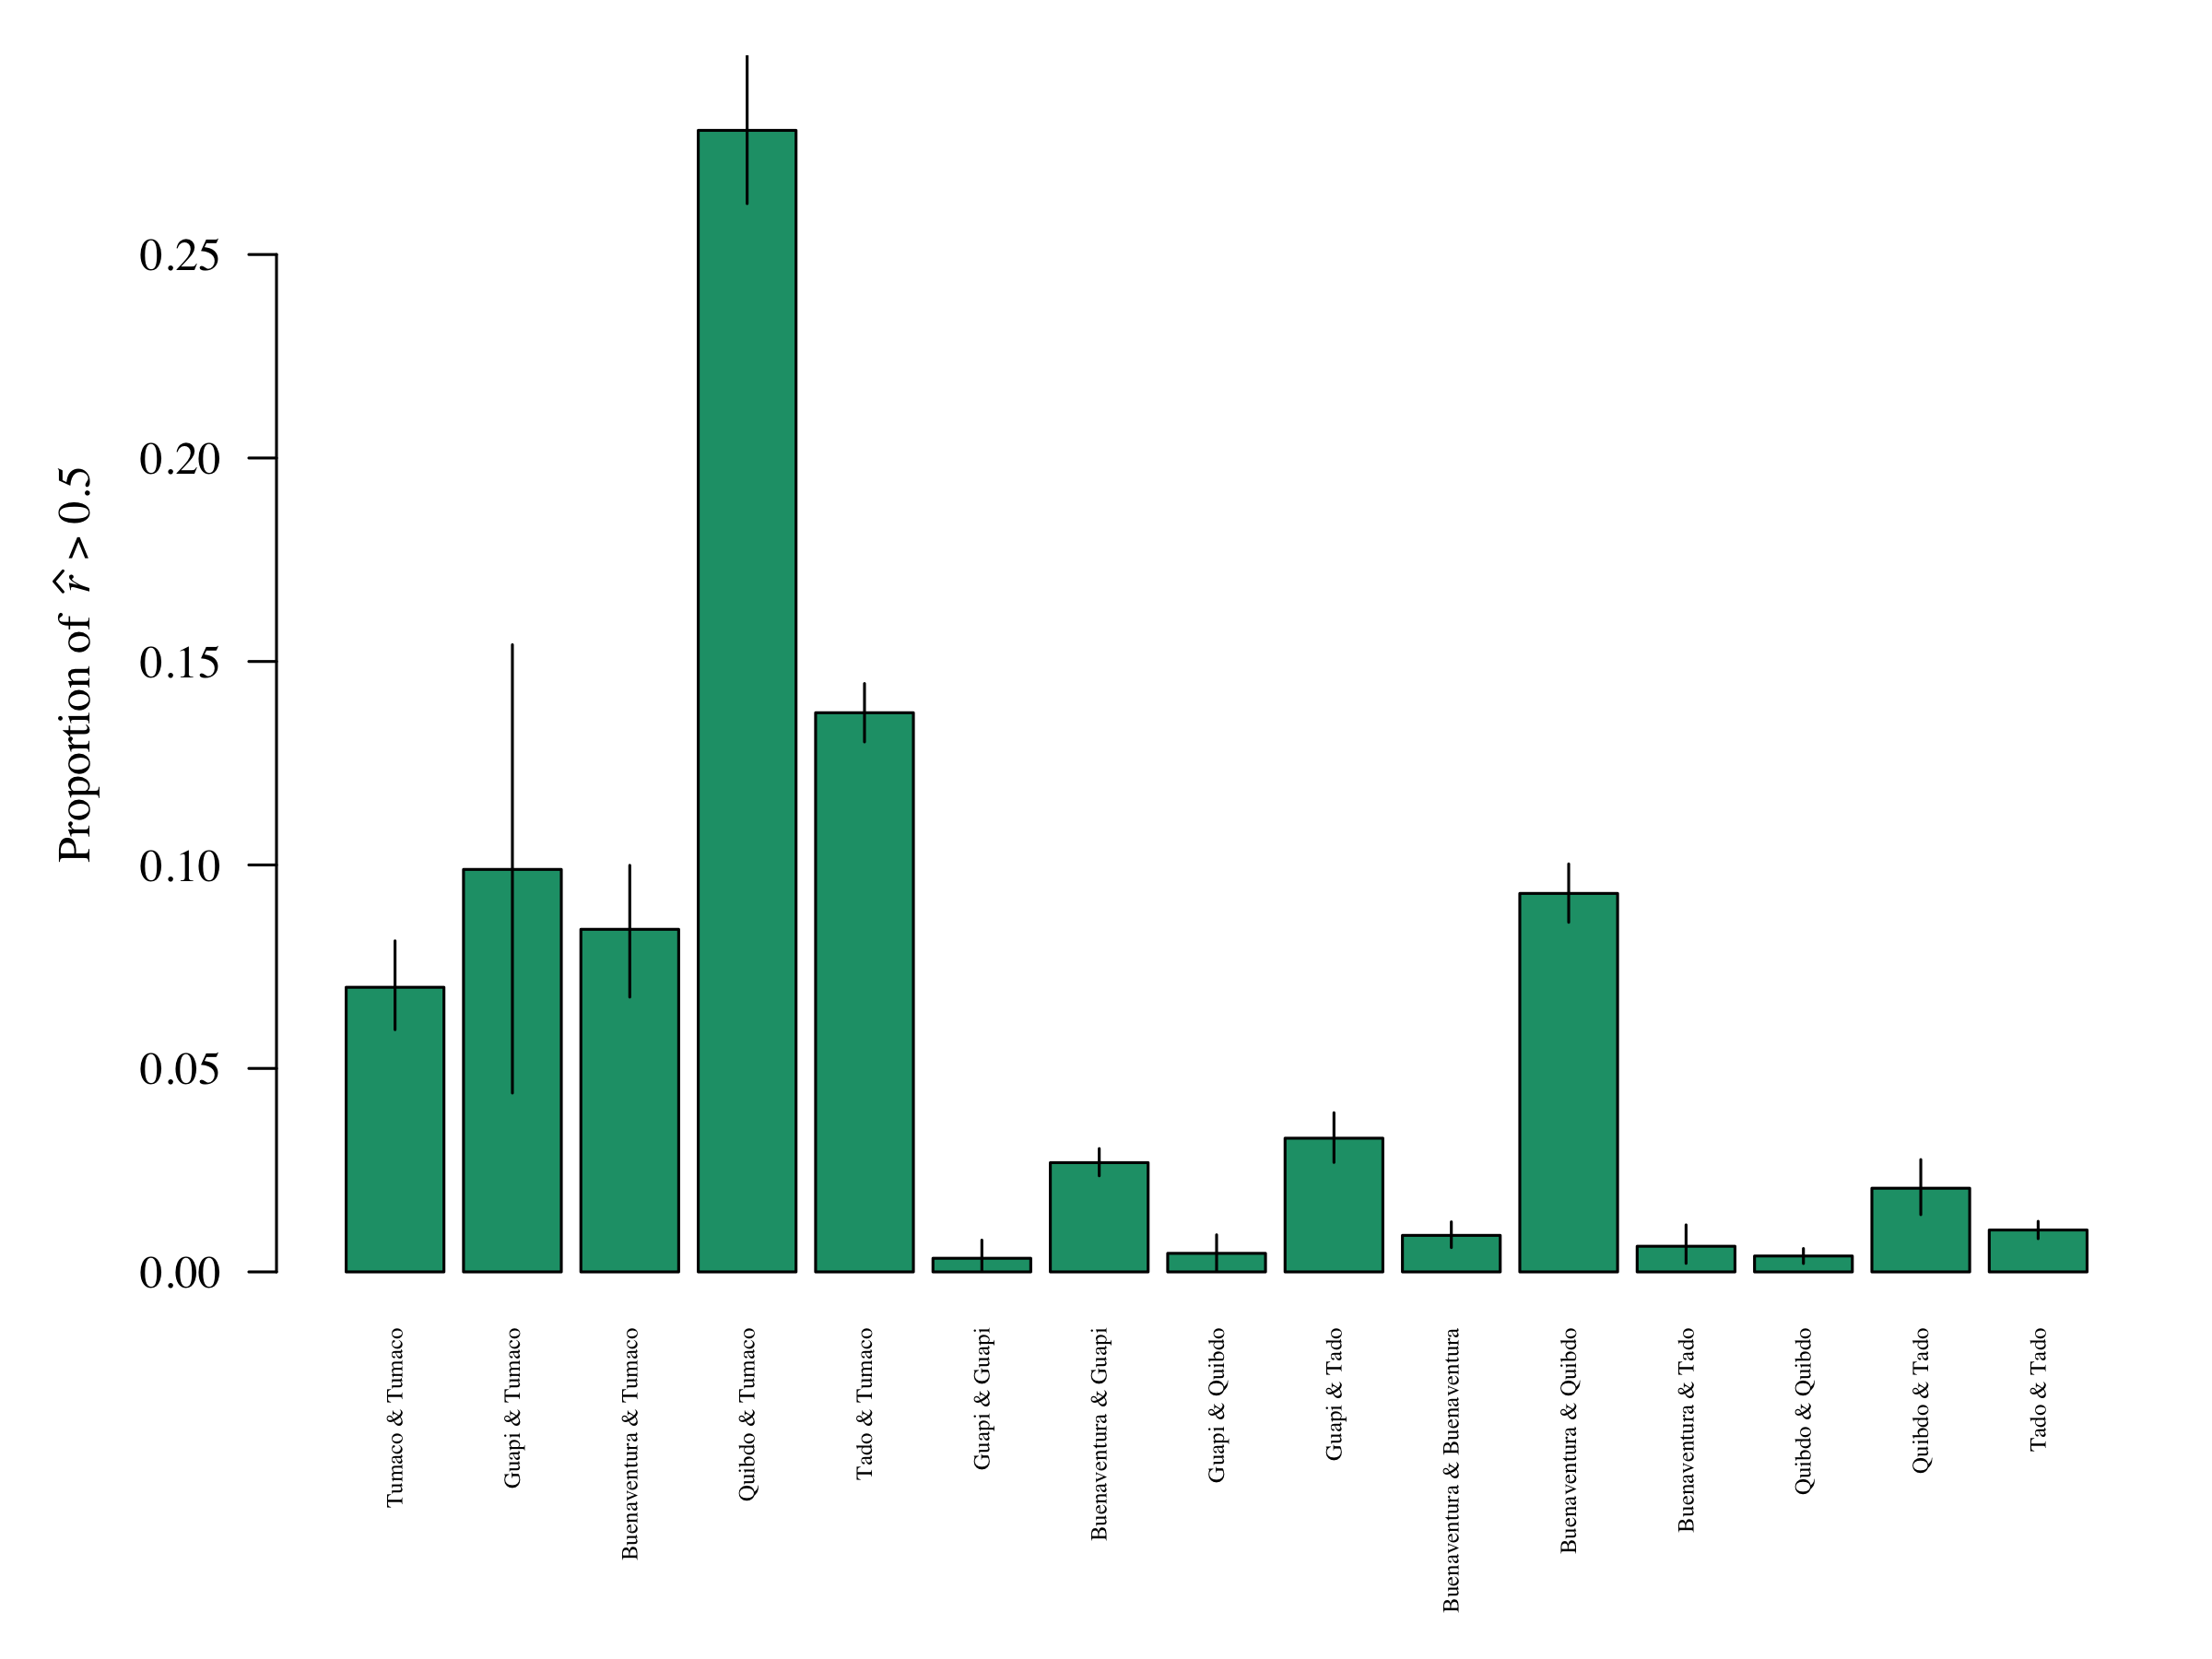 Proportion of r̂ > 0.5
0.25
0.20
0.15
0.10
0.05
0.00
Tumaco & Tumaco
Guapi & Tumaco
Buenaventura & Tumaco
Quibdo & Tumaco
Tado & Tumaco
Guapi & Guapi
Buenaventura & Guapi
Guapi & Quibdo
Guapi & Tado
Buenaventura & Buenaventura
Buenaventura & Quibdo
Buenaventura & Tado
Quibdo & Quibdo
Quibdo & Tado
Tado & Tado